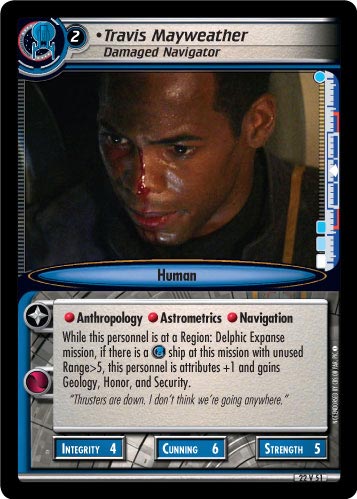 2
•Travis Mayweather
Damaged Navigator
Human
Anthropology Astrometrics Navigation
While this personnel is at a Region: Delphic Expanse
mission, if there is a ship at this mission with unused
Range>5, this personnel is attributes +1 and gains
Geology, Honor, and Security.
"Thrusters are down. I don't think we're going anywhere."
INTEGRITY 4 CUNNING 6 STRENGTH 5
22 V 51